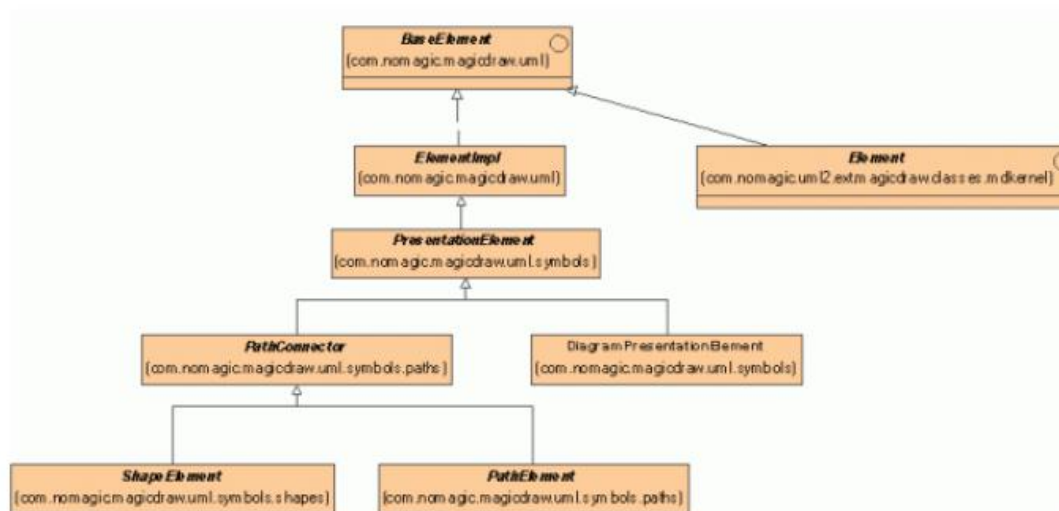 BaseElement
(com.nomagic.magicdraw.uml)
ElementImpl
(com.nomagic.magicdraw.uml)
Element
(com.nomagic.uml2.ext.magicdraw.classes.mdkernel)
PresentationElement
(com.nomagic.magicdraw.uml.symbols)
PathConnector
(com.nomagic.magicdraw.uml.symbols.paths)
DiagramPresentationElement
(com.nomagic.magicdraw.uml.symbols)
ShapeElement
(com.nomagic.magicdraw.uml.symbols.shapes)
PathElement
(com.nomagic.magicdraw.uml.symbols.paths)